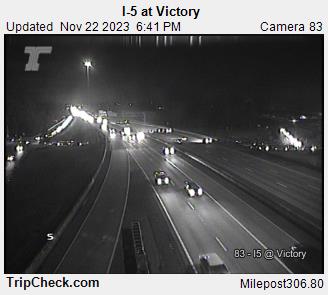 I-5 at Victory
Updated Nov 22 2023 6:41 PM Camera 83
T
S
83 - I5 @ Victory
TripCheck.com Milepost306.80